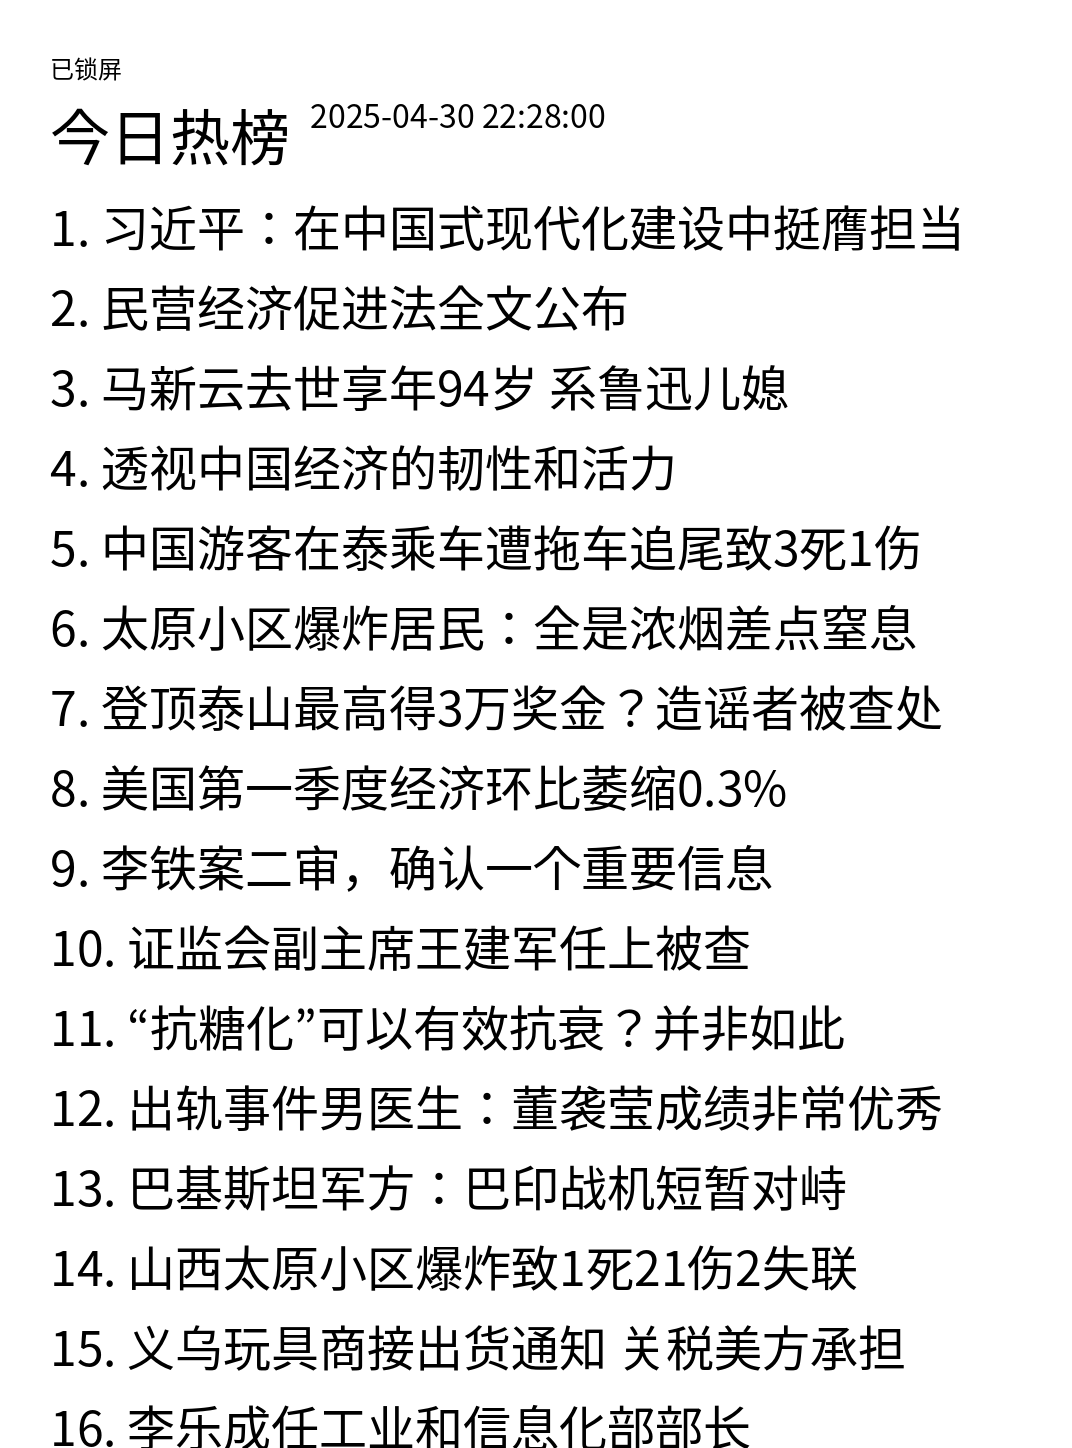 已锁屏
今日热榜 2025-04-30 22:28:00
1. 习近平：在中国式现代化建设中挺膺担当
2. 民营经济促进法全文公布
3. 马新云去世享年94岁 系鲁迅儿媳
4. 透视中国经济的韧性和活力
5. 中国游客在泰乘车遭拖车追尾致3死1伤
6. 太原小区爆炸居民：全是浓烟差点窒息
7. 登顶泰山最高得3万奖金？造谣者被查处
8. 美国第一季度经济环比萎缩0.3%
9. 李铁案二审，确认一个重要信息
10. 证监会副主席王建军任上被查
11. “抗糖化”可以有效抗衰？并非如此
12. 出轨事件男医生：董袭莹成绩非常优秀
13. 巴基斯坦军方：巴印战机短暂对峙
14. 山西太原小区爆炸致1死21伤2失联
15. 义乌玩具商接出货通知 关税美方承担
16. 李乐成任工业和信息化部部长